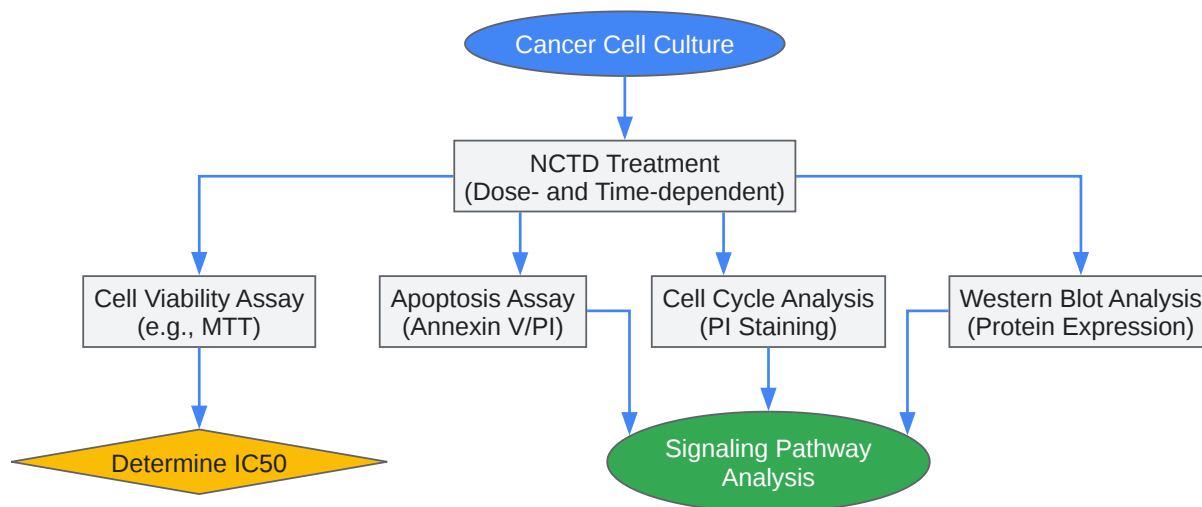 Cancer Cell Culture
NCTD Treatment
(Dose- and Time-dependent)
Cell Viability Assay
(e.g., MTT)
Apoptosis Assay
(Annexin V/PI)
Cell Cycle Analysis
(PI Staining)
Western Blot Analysis
(Protein Expression)
Determine IC50
Signaling Pathway
Analysis